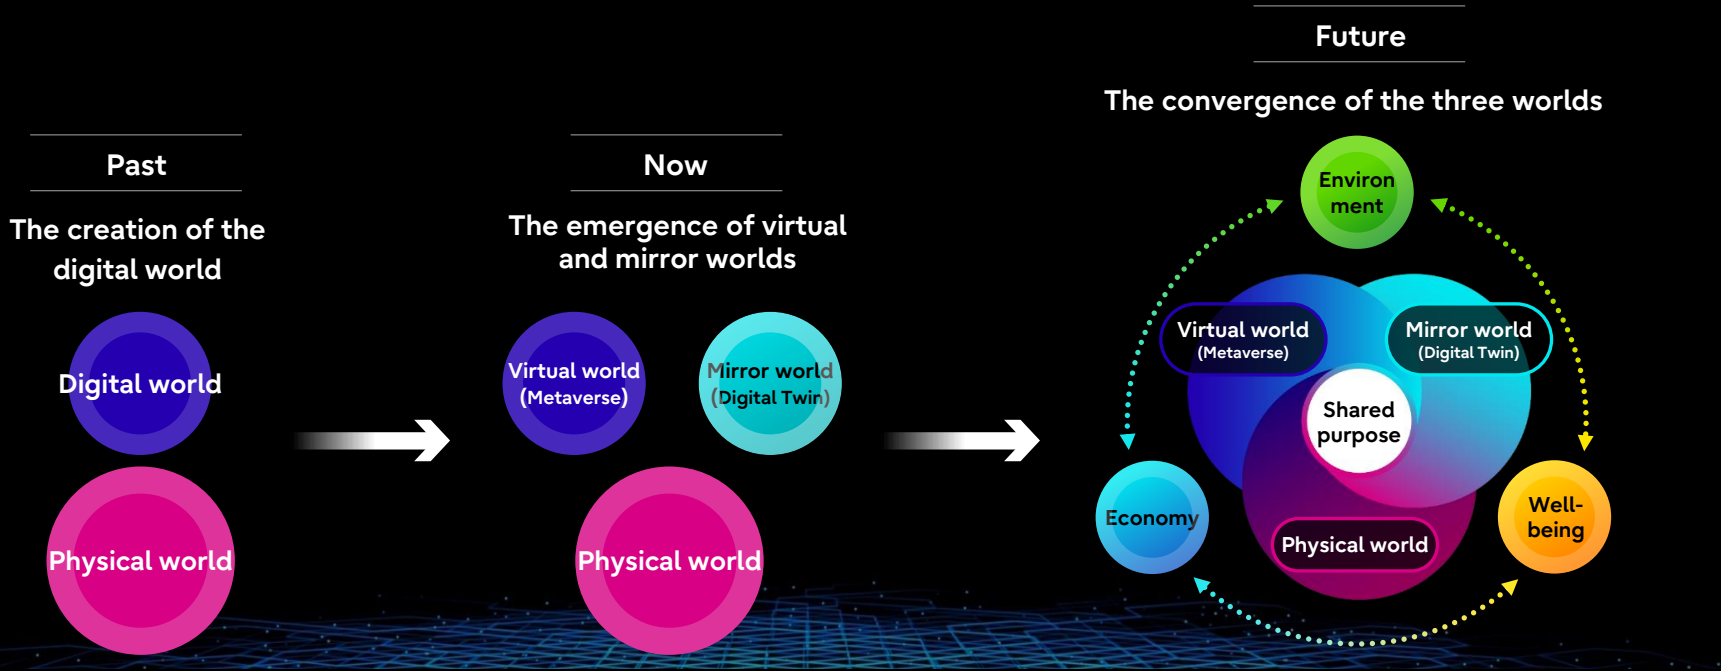 Past
The creation of the
digital world
Digital world
Physical world
Now
The emergence of virtual
and mirror worlds
Virtual world
(Metaverse)
Mirror world
(Digital Twin)
Physical world
Future
The convergence of the three worlds
Environ
ment
Virtual world
(Metaverse)
Mirror world
(Digital Twin)
Shared
purpose
Economy
Well-
being
Physical world